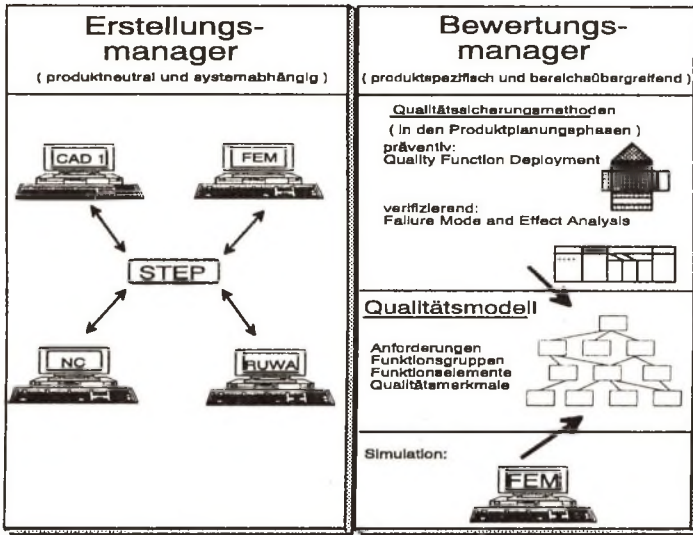 Erstellungs-
manager
( produktneutral und systemabhängig )
CAD 1
FEM
STEP
NC
RUWA
Bewertungs-
manager
( produktspezifisch und bereichsübergreifend )
Qualitätssicherungsmethoden
( in den Produktplanungsphasen )
präventiv:
Quality Function Deployment
verifizierend:
Failure Mode and Effect Analysis
Qualitätsmodell
Anforderungen
Funktionsgruppen
Funktionselemente
Qualitätsmerkmale
Simulation:
FEM